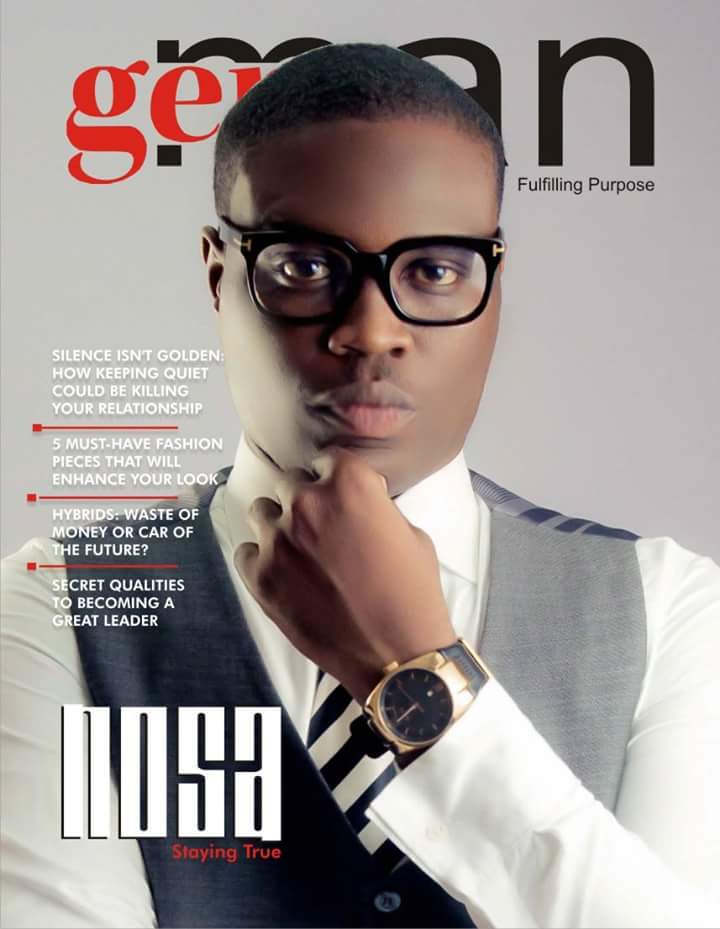 genman
Fulfilling Purpose
SILENCE ISN'T GOLDEN:
HOW KEEPING QUIET
COULD BE KILLING
YOUR RELATIONSHIP
5 MUST-HAVE FASHION
PIECES THAT WILL
ENHANCE YOUR LOOK
HYBRIDS: WASTE OF
MONEY OR CAR OF
THE FUTURE?
SECRET QUALITIES
TO BECOMING A
GREAT LEADER
nosa
Staying True